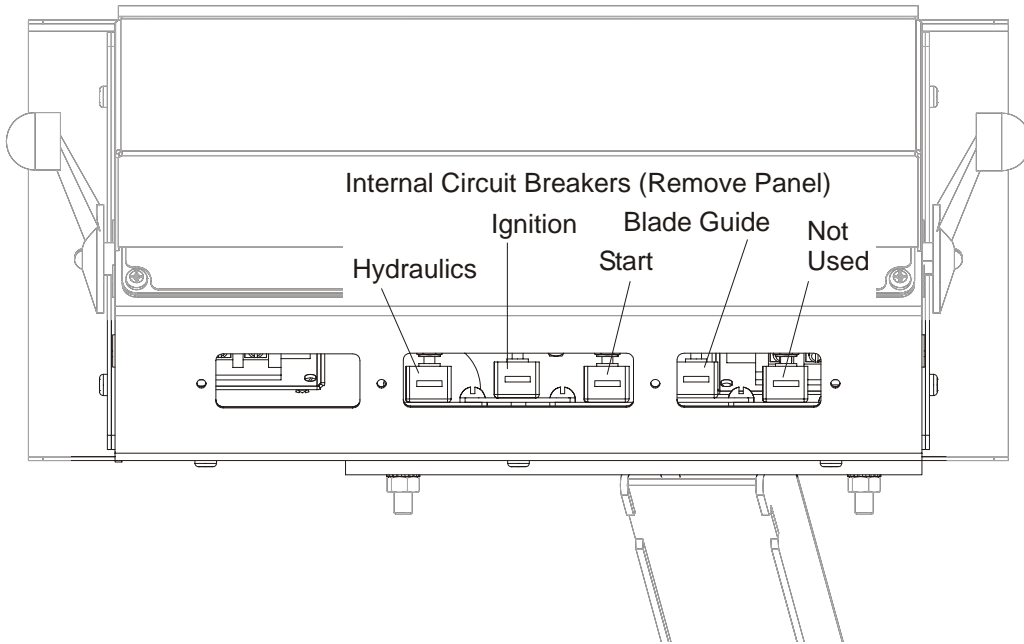 Internal Circuit Breakers (Remove Panel)
Ignition
Blade Guide
Not
Used
Hydraulics
Start